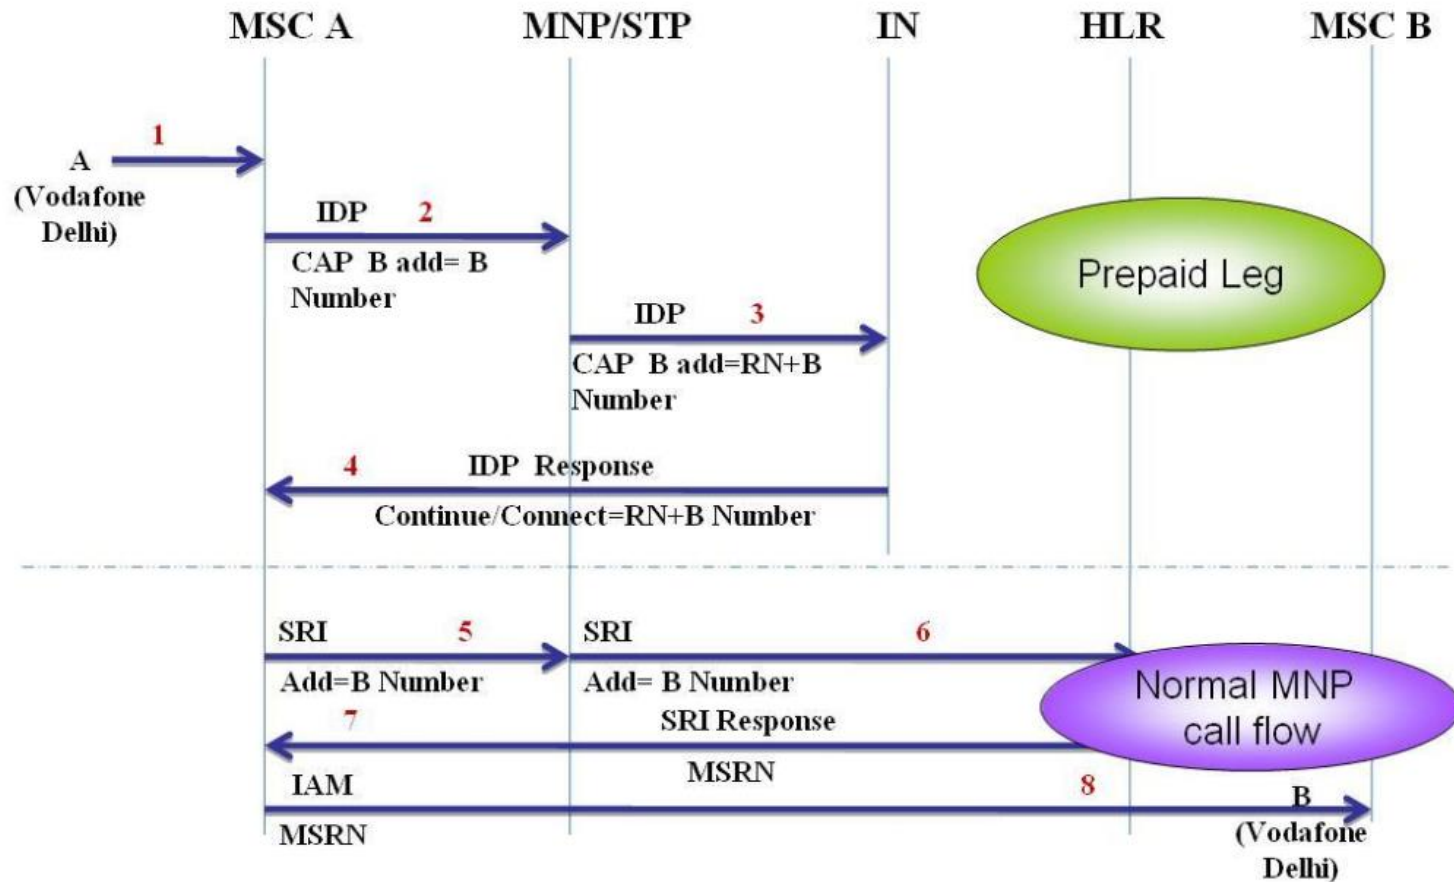 MSC A MNP/STP IN HLR MSC B
1
A
(Vodafone
Delhi)
IDP 2
CAP B add= B
Number
Prepaid Leg
IDP 3
CAP B add=RN+B
Number
4 IDP Response
Continue/Connect=RN+B Number
SRI 5 SRI 6
Add=B Number Add= B Number
Normal MNP
call flow
7 SRI Response
MSRN
IAM 8
MSRN
B
(Vodafone
Delhi)